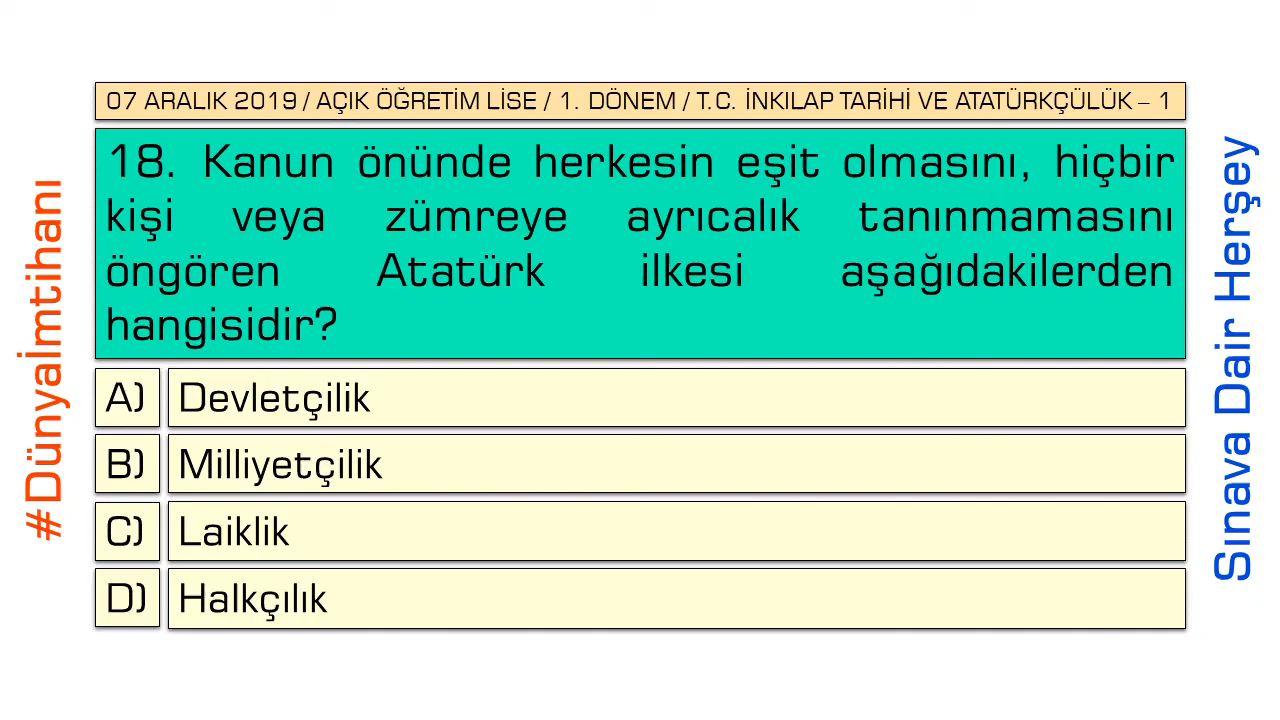 07 ARALIK 2019 / AÇIK ÖĞRETİM LİSE / 1. DÖNEM / T.C. İNKILAP TARİHİ VE ATATÜRKÇÜLÜK – 1
18. Kanun önünde herkesin eşit olmasını, hiçbir
kişi veya zümreye ayrıcalık tanınmamasını
öngören Atatürk ilkesi aşağıdakilerden
hangisidir?
A) Devletçilik
B) Milliyetçilik
C) Laiklik
D) Halkçılık
#Dünyaİmtihanı
Sınava Dair Herşey